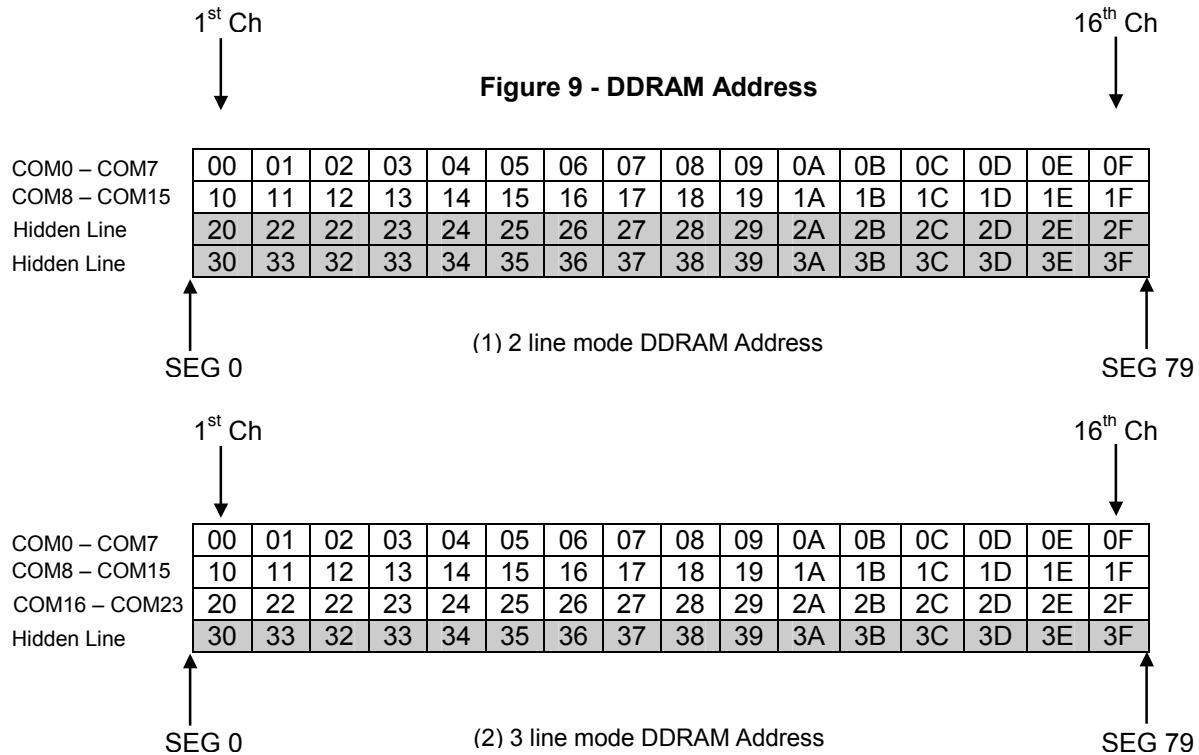 1st Ch 16th Ch
Figure 9 - DDRAM Address
COM0 – COM7 00 01 02 03 04 05 06 07 08 09 0A 0B 0C 0D 0E 0F
COM8 – COM15 10 11 12 13 14 15 16 17 18 19 1A 1B 1C 1D 1E 1F
Hidden Line 20 22 22 23 24 25 26 27 28 29 2A 2B 2C 2D 2E 2F
Hidden Line 30 33 32 33 34 35 36 37 38 39 3A 3B 3C 3D 3E 3F
(1) 2 line mode DDRAM Address
SEG 0 SEG 79
1st Ch 16th Ch
COM0 – COM7 00 01 02 03 04 05 06 07 08 09 0A 0B 0C 0D 0E 0F
COM8 – COM15 10 11 12 13 14 15 16 17 18 19 1A 1B 1C 1D 1E 1F
COM16 – COM23 20 22 22 23 24 25 26 27 28 29 2A 2B 2C 2D 2E 2F
Hidden Line 30 33 32 33 34 35 36 37 38 39 3A 3B 3C 3D 3E 3F
SEG 0 (2) 3 line mode DDRAM Address SEG 79